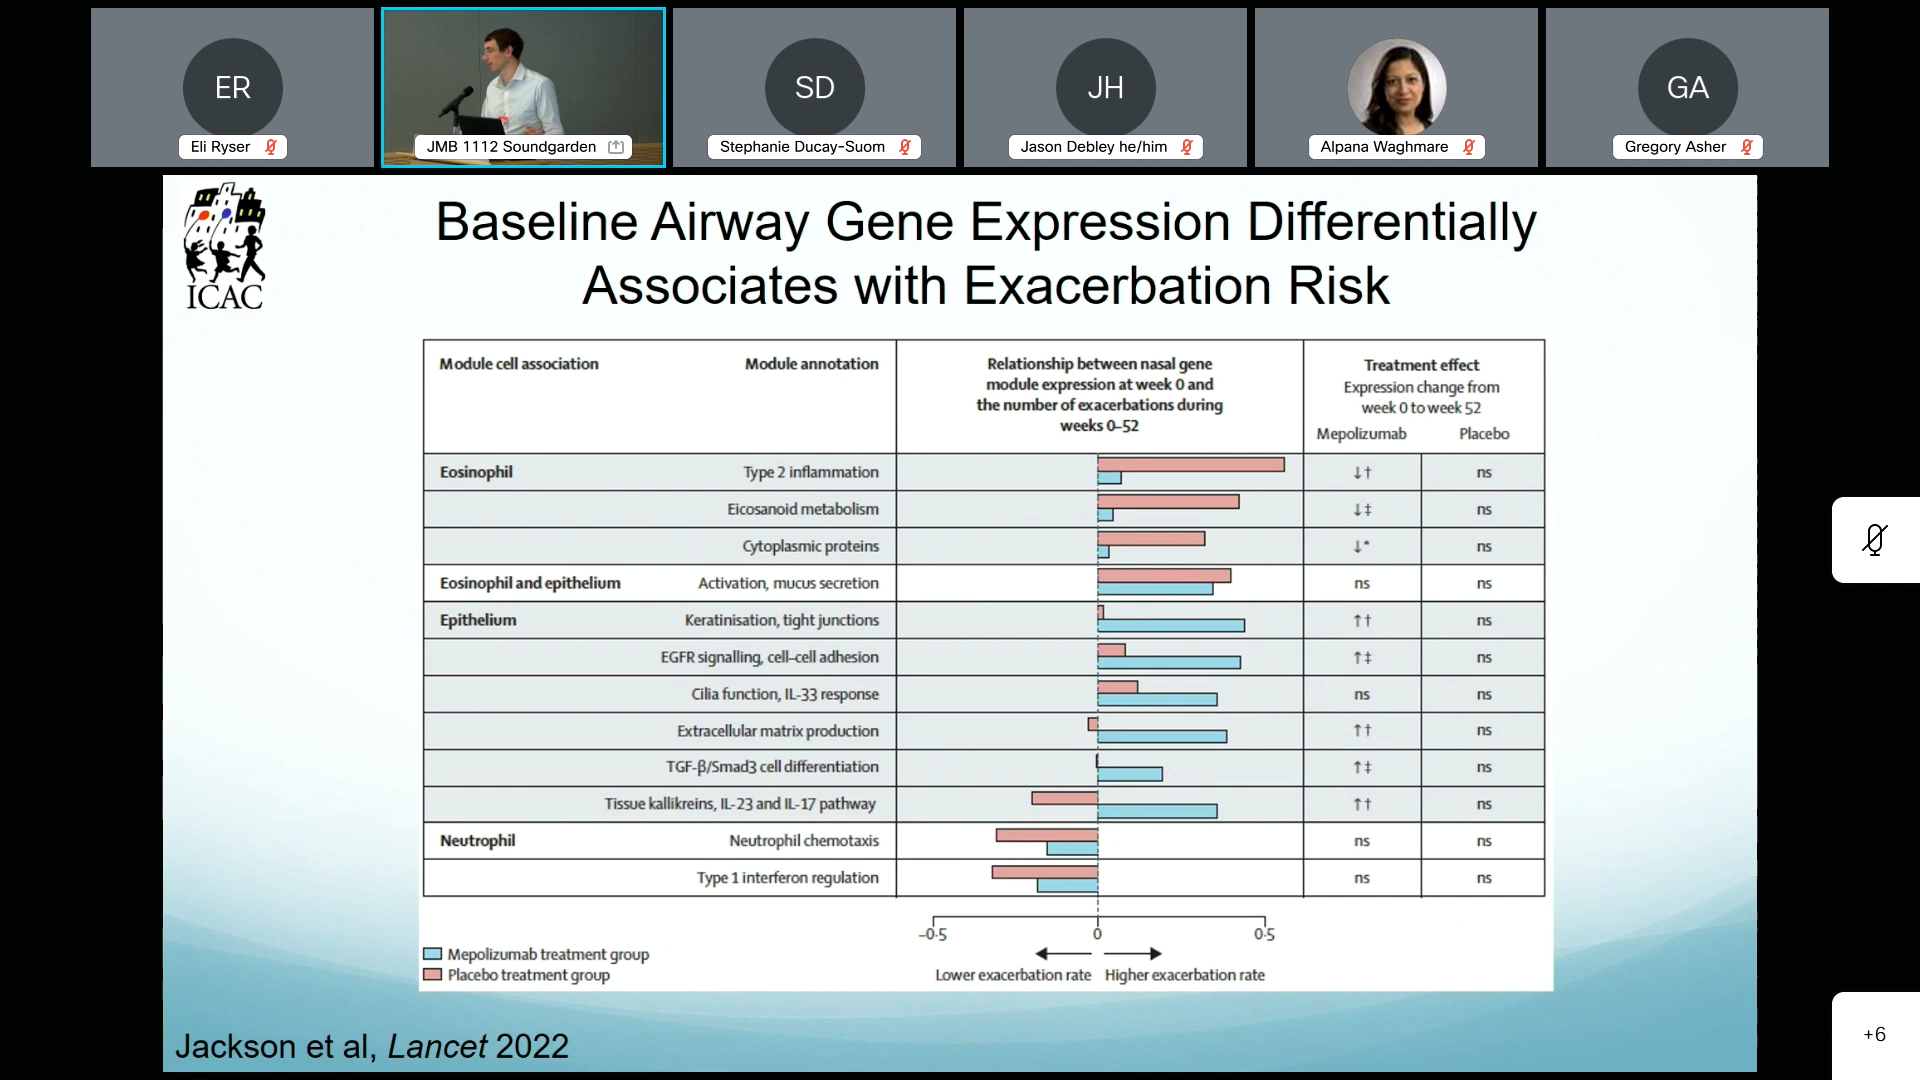 ER
SD
JH
GA
Eli Ryser
JMB 1112 Soundgarden
Stephanie Ducay-Suom
Jason Debley he/him
Alpana Waghmare
Gregory Asher
ICAC
Baseline Airway Gene Expression Differentially
Associates with Exacerbation Risk
Module cell association
Module annotation
Relationship between nasal gene
module expression at week 0 and
the number of exacerbations during
weeks 0–52
Treatment effect
Expression change from
week 0 to week 52
Mepolizumab Placebo
Eosinophil Type 2 inflammation ↓† ns
Eicosanoid metabolism ↓‡ ns
Cytoplasmic proteins ↓* ns
Eosinophil and epithelium Activation, mucus secretion ns ns
Epithelium Keratinisation, tight junctions ↑† ns
EGFR signalling, cell–cell adhesion ↑‡ ns
Cilia function, IL-33 response ns ns
Extracellular matrix production ↑† ns
TGF-β/Smad3 cell differentiation ↑‡ ns
Tissue kallikreins, IL-23 and IL-17 pathway ↑† ns
Neutrophil Neutrophil chemotaxis ns ns
Type 1 interferon regulation ns ns
–0·5 0 0·5
Lower exacerbation rate Higher exacerbation rate
Mepolizumab treatment group
Placebo treatment group
Jackson et al, Lancet 2022
+6